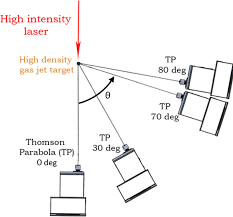 High intensity
laser
High density
gas jet target
θ
TP
80 deg
TP
70 deg
TP
30 deg
Thomson
Parabola (TP)
0 deg